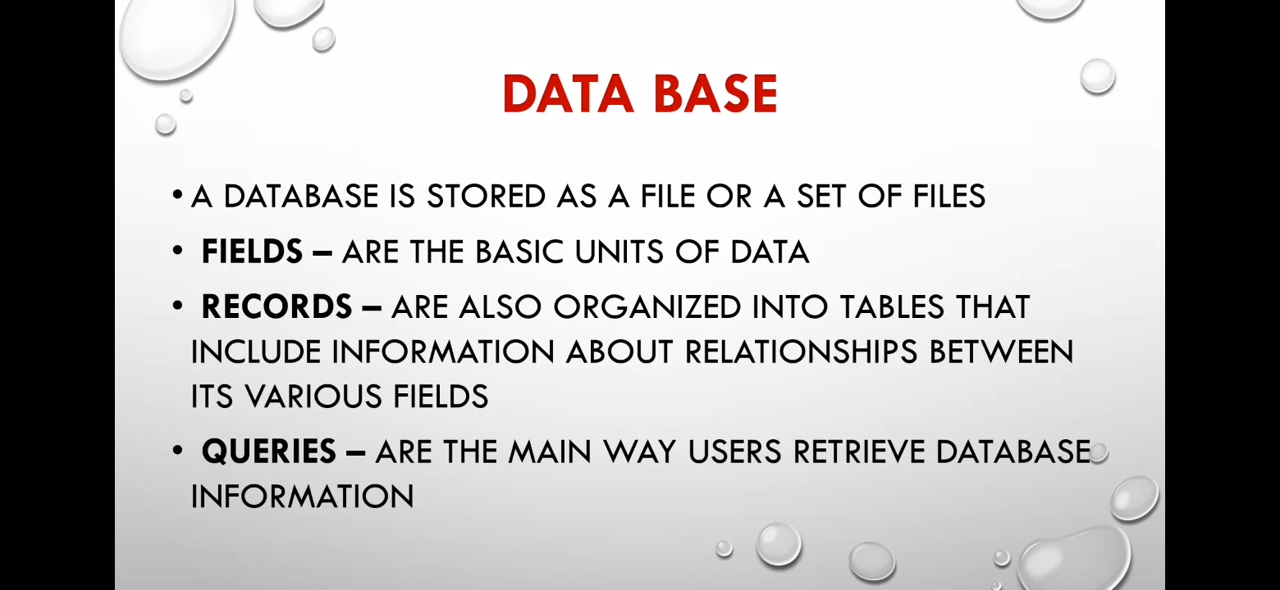 DATA BASE
• A DATABASE IS STORED AS A FILE OR A SET OF FILES
• FIELDS – ARE THE BASIC UNITS OF DATA
• RECORDS – ARE ALSO ORGANIZED INTO TABLES THAT
INCLUDE INFORMATION ABOUT RELATIONSHIPS BETWEEN
ITS VARIOUS FIELDS
• QUERIES – ARE THE MAIN WAY USERS RETRIEVE DATABASE
INFORMATION